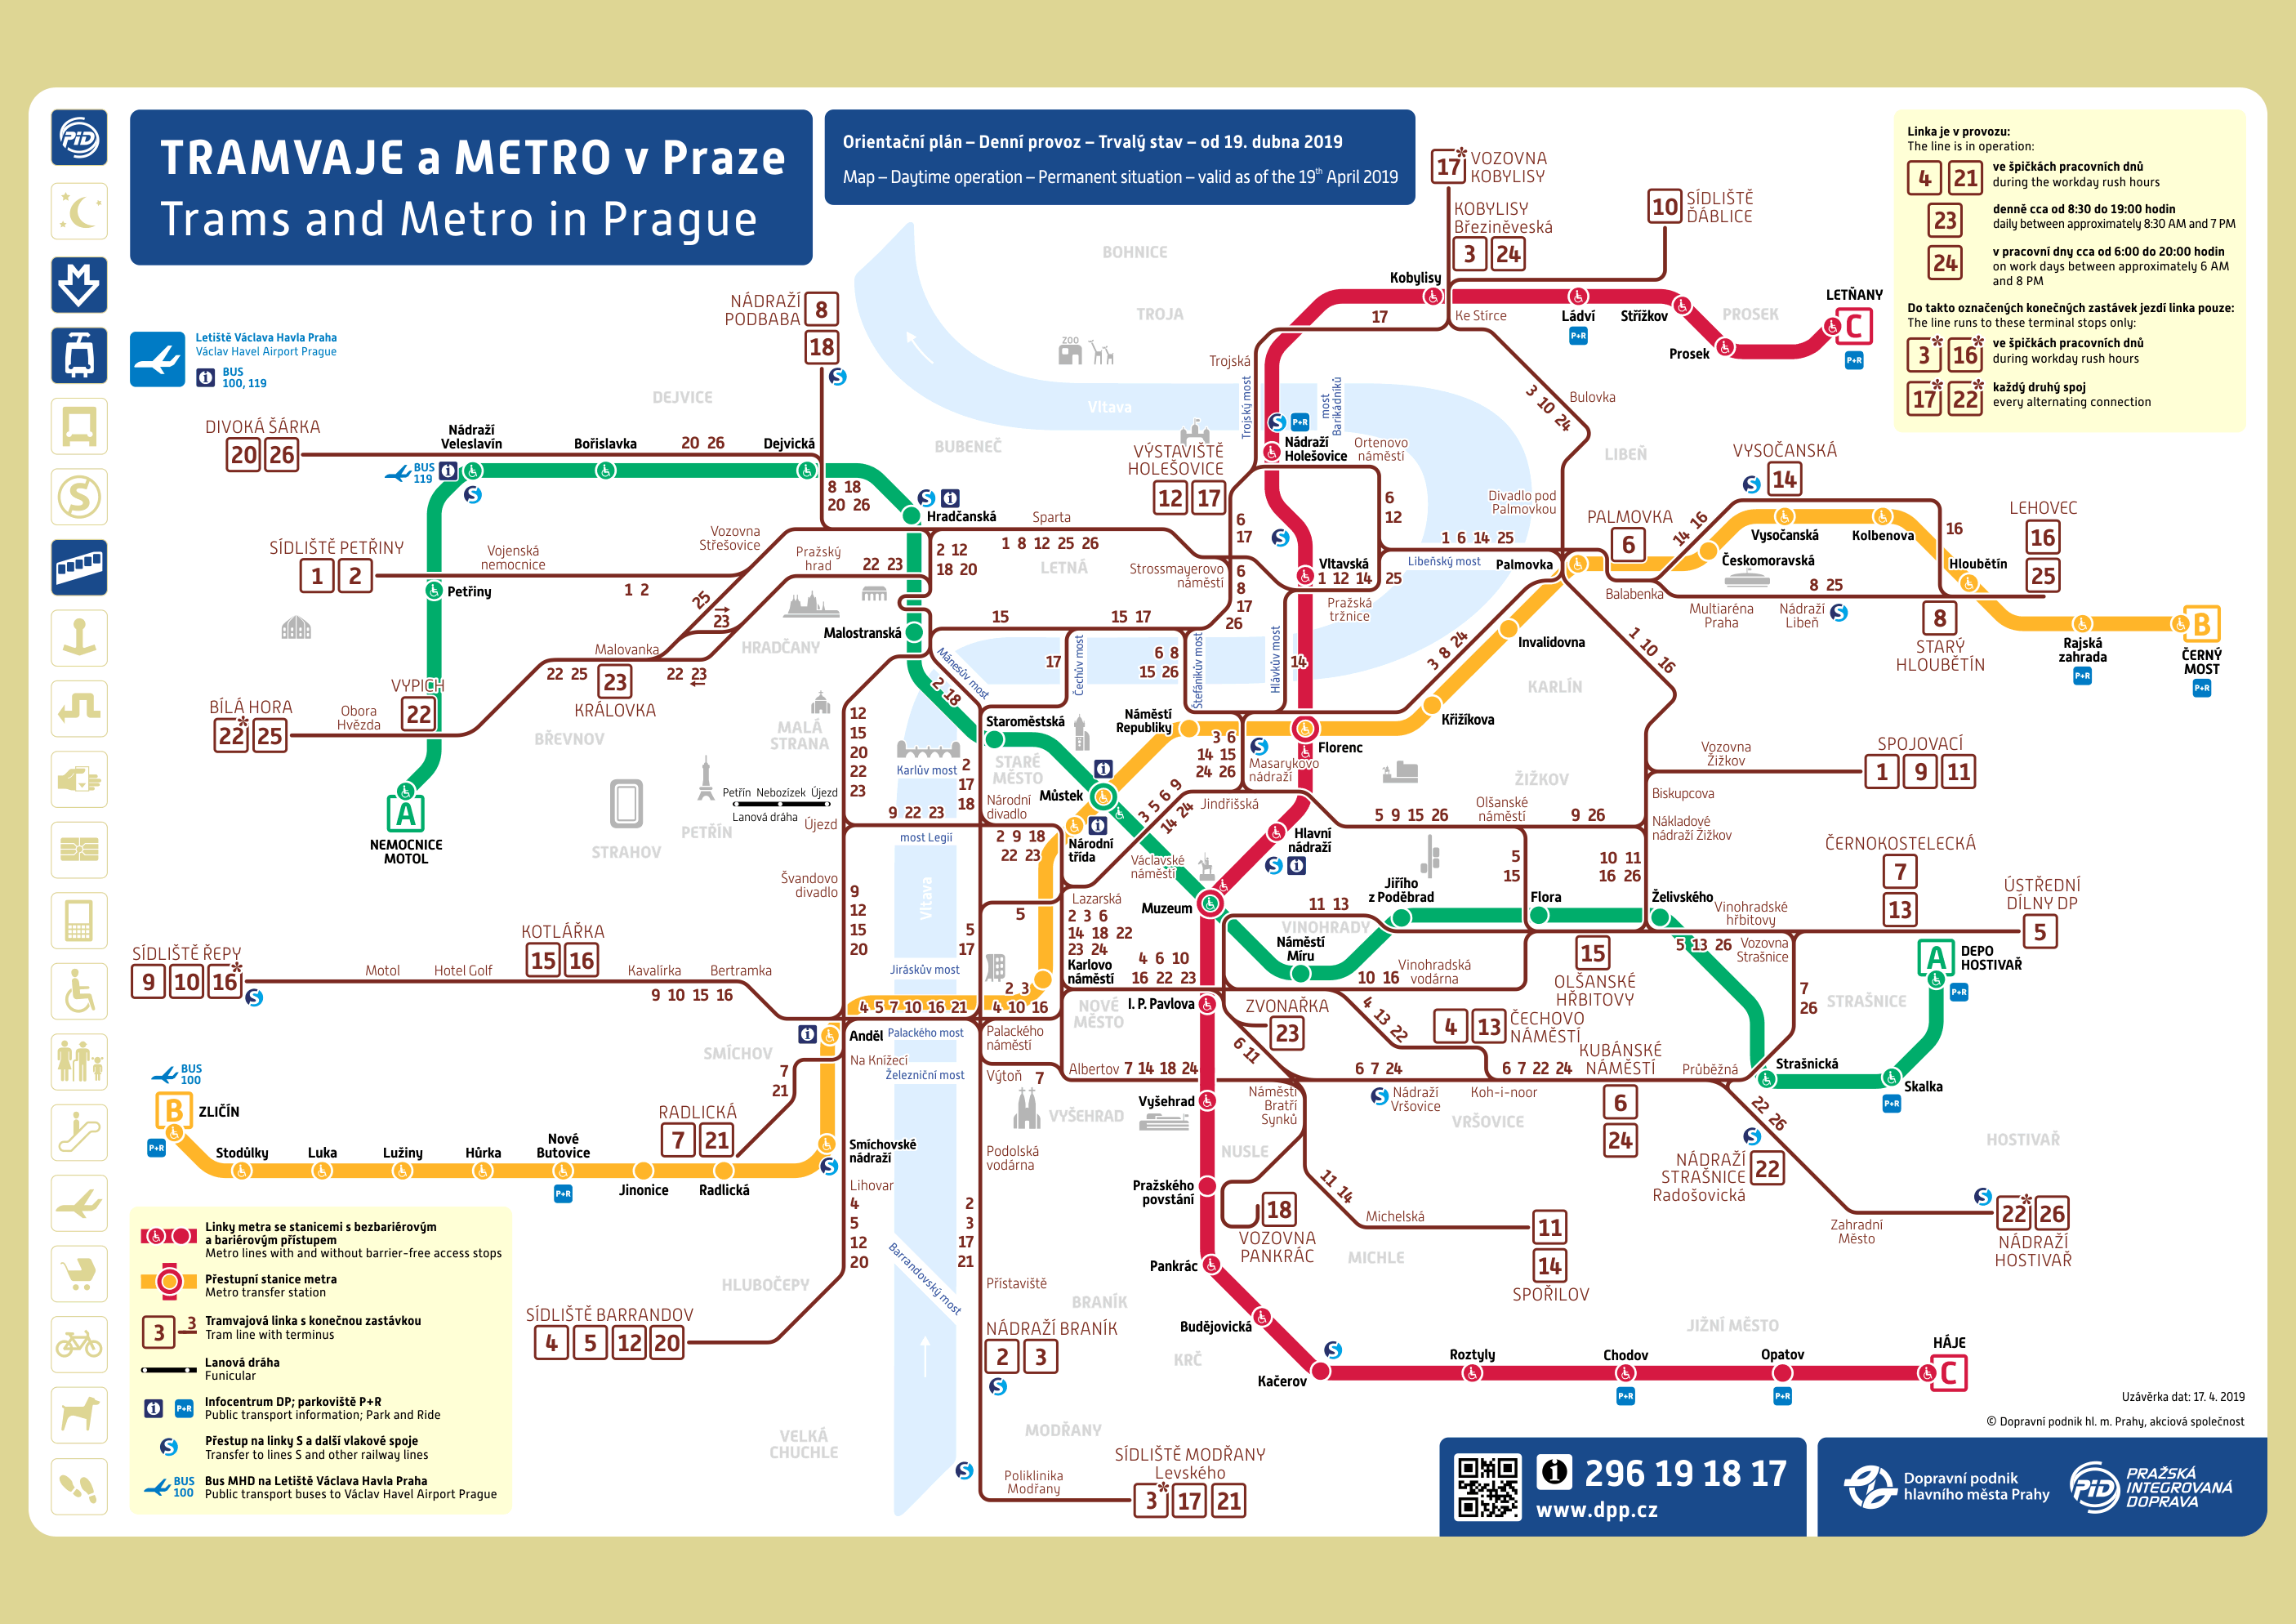 PID
TRAMVAJE a METRO v Praze
Trams and Metro in Prague
Orientační plán – Denní provoz – Trvalý stav – od 19. dubna 2019
Map – Daytime operation – Permanent situation – valid as of the 19th April 2019
Linka je v provozu:
The line is in operation:
4 21 ve špičkách pracovních dnů
during the workday rush hours
23 denně cca od 8:30 do 19:00 hodin
daily between approximately 8:30 AM and 7 PM
24 v pracovní dny cca od 6:00 do 20:00 hodin
on work days between approximately 6 AM
and 8 PM
Do takto označených konečných zastávek jezdí linka pouze:
The line runs to these terminal stops only:
3* 16* ve špičkách pracovních dnů
during workday rush hours
17* 22* každý druhý spoj
every alternating connection
Letiště Václava Havla Praha
Václav Havel Airport Prague
i BUS
100, 119
17* VOZOVNA
KOBYLISY
KOBYLISY
Březiněveská
3 24
10 SÍDLIŠTĚ
ĎÁBLICE
BOHNICE
TROJA
ZOO
Kobylisy
Ke Stírce
17
Ládví
P+R
Střížkov
PROSEK
Prosek
LETŇANY
C
P+R
NÁDRAŽÍ
PODBABA
8
18
DEJVICE
BUBENEČ
Vltava
Trojská
Trojský most
most
Barikádníků
P+R
Nádraží
Holešovice
Ortenovo
náměstí
3 10 24
Bulovka
LIBEŇ
DIVOKÁ ŠÁRKA
20 26
Nádraží
Veleslavín
BUS
119
i
Bořislavka
20 26
Dejvická
8 18
20 26
i
Hradčanská
VÝSTAVIŠTĚ
HOLEŠOVICE
12 17
6
17
6
12
Divadlo pod
Palmovkou
1 6 14 25
Libeňský most
Palmovka
PALMOVKA
6
14 16
VYSOČANSKÁ
14
Vysočanská
Kolbenova
Českomoravská
16
Hloubětín
LEHOVEC
16
25
8 25
Balabenka
Multiaréna
Praha
Nádraží
Libeň
8
STARÝ
HLOUBĚTÍN
Rajská
zahrada
P+R
B
ČERNÝ
MOST
P+R
SÍDLIŠTĚ PETŘINY
1 2
Vojenská
nemocnice
1 2
Petřiny
Vozovna
Střešovice
Pražský
hrad
22 23
25
23
Sparta
1 8 12 25 26
2 12
18 20
LETNÁ
Strossmayerovo
náměstí
6
8
17
26
Vltavská
1 12 14
25
Pražská
tržnice
Malostranská
HRADČANY
15
15 17
17
Čechův most
6 8
15 26
Štefánikův most
Hlávkův most
14
Mánesův most
2 18
3 8 24
Invalidovna
1 10 16
KARLÍN
Křižíkova
Malovanka
22 25
23
KRÁLOVKA
22 23
VYPICH
22
BÍLÁ HORA
22* 25
Obora
Hvězda
BŘEVNOV
MALÁ
STRANA
12
15
20
22
23
Karlův most
Staroměstská
STARÉ
MĚSTO
2
17
18
Náměstí
Republiky
3 6
14 15
24 26
Masarykovo
nádraží
Florenc
ŽIŽKOV
Vozovna
Žižkov
SPOJOVACÍ
1 9 11
Biskupcova
Nákladové
nádraží Žižkov
A
NEMOCNICE
MOTOL
Petřín Nebozízek Újezd
Lanová dráha
Újezd
PETŘÍN
STRAHOV
9 22 23
most Legií
Národní
divadlo
i
Můstek
i
Národní
třída
2 9 18
22 23
3 5 6 9
14 24
Jindřišská
Václavské
náměstí
Hlavní
nádraží
i
5 9 15 26
Olšanské
náměstí
9 26
5
15
10 11
16 26
Muzeum
11 13
VINOHRADY
Jiřího
z Poděbrad
Flora
Želivského
Vinohradské
hřbitovy
Náměstí
Míru
10 16
Vinohradská
vodárna
15
OLŠANSKÉ
HŘBITOVY
5 13 26
Vozovna
Strašnice
ČERNOKOSTELECKÁ
7
13
ÚSTŘEDNÍ
DÍLNY DP
5
A
DEPO
HOSTIVAŘ
P+R
7
26
STRAŠNICE
Strašnická
Skalka
P+R
Švandovo
divadlo
9
12
15
20
Vltava
5
17
5
Jiráskův most
Lazarská
2 3 6
14 18 22
23 24
Karlovo
náměstí
4 6 10
16 22 23
I. P. Pavlova
NOVÉ
MĚSTO
2 3
4 10 16
4 5 7 10 16 21
SÍDLIŠTĚ ŘEPY
9 10 16*
Motol
Hotel Golf
KOTLÁŘKA
15 16
Kavalírka
Bertramka
9 10 15 16
i
Anděl
Palackého most
Palackého
náměstí
Na Knížecí
Železniční most
Výtoň
7
SMÍCHOV
7
21
RADLICKÁ
7 21
ZVONAŘKA
23
4 13 22
4 13 ČECHOVO
NÁMĚSTÍ
6 11
Albertov
7 14 18 24
Náměstí
Bratří
Synků
6 7 24
Nádraží
Vršovice
Koh-i-noor
6 7 22 24
KUBÁNSKÉ
NÁMĚSTÍ
6
24
Průběžná
22 26
VRŠOVICE
NÁDRAŽÍ
STRAŠNICE
Radošovická
22
HOSTIVAŘ
Zahradní
Město
22* 26
NÁDRAŽÍ
HOSTIVAŘ
Vyšehrad
VYŠEHRAD
NUSLE
Podolská
vodárna
Pražského
povstání
18
VOZOVNA
PANKRÁC
11 14
Michelská
MICHLE
11
14
SPOŘILOV
Pankrác
Budějovická
Kačerov
KRČ
Roztyly
Chodov
P+R
Opatov
P+R
HÁJE
C
JIŽNÍ MĚSTO
BUS
100
B
ZLIČÍN
P+R
Stodůlky
Luka
Lužiny
Hůrka
Nové
Butovice
P+R
Jinonice
Radlická
Smíchovské
nádraží
Lihovar
4
5
12
20
2
3
17
21
Barrandovský most
HLUBOČEPY
SÍDLIŠTĚ BARRANDOV
4 5 12 20
Přístaviště
BRANÍK
NÁDRAŽÍ BRANÍK
2 3
VELKÁ
CHUCHLE
MODŘANY
Poliklinika
Modřany
SÍDLIŠTĚ MODŘANY
Levského
3* 17 21
Linky metra se stanicemi s bezbariérovým
a bariérovým přístupem
Metro lines with and without barrier-free access stops
Přestupní stanice metra
Metro transfer station
3 3 Tramvajová linka s konečnou zastávkou
Tram line with terminus
Lanová dráha
Funicular
i P+R Infocentrum DP; parkoviště P+R
Public transport information; Park and Ride
Přestup na linky S a další vlakové spoje
Transfer to lines S and other railway lines
BUS
100
Bus MHD na Letiště Václava Havla Praha
Public transport buses to Václav Havel Airport Prague
Uzávěrka dat: 17. 4. 2019
© Dopravní podnik hl. m. Prahy, akciová společnost
i 296 19 18 17
www.dpp.cz
Dopravní podnik
hlavního města Prahy
PID
PRAŽSKÁ
INTEGROVANÁ
DOPRAVA